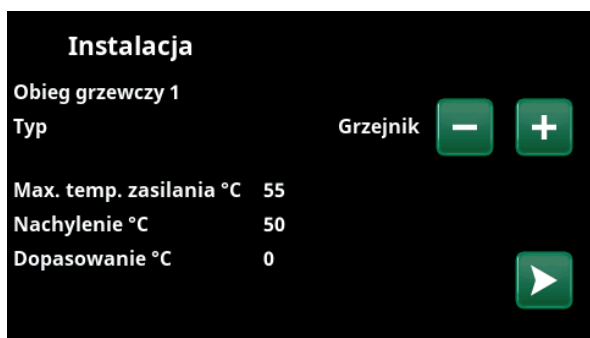 Instalacja
Obieg grzewczy 1
Typ Grzejnik − +
Max. temp. zasilania °C 55
Nachylenie °C 50
Dopasowanie °C 0